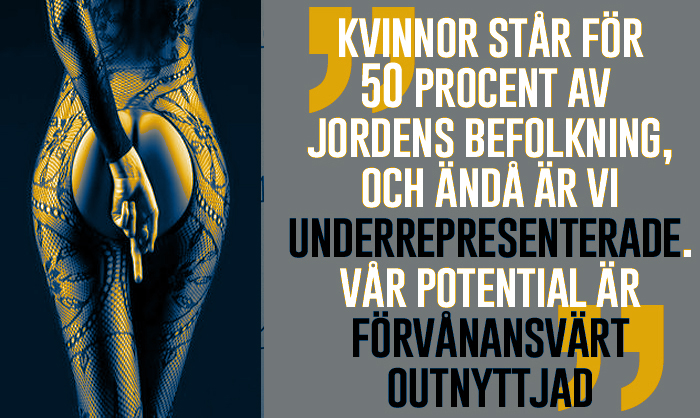 KVINNOR STÅR FÖR
50 PROCENT AV
JORDENS BEFOLKNING,
OCH ÄNDÅ ÄR VI
UNDERREPRESENTERADE.
VÅR POTENTIAL ÄR
FÖRVÅNANSVÄRT
OUTNYTTJAD